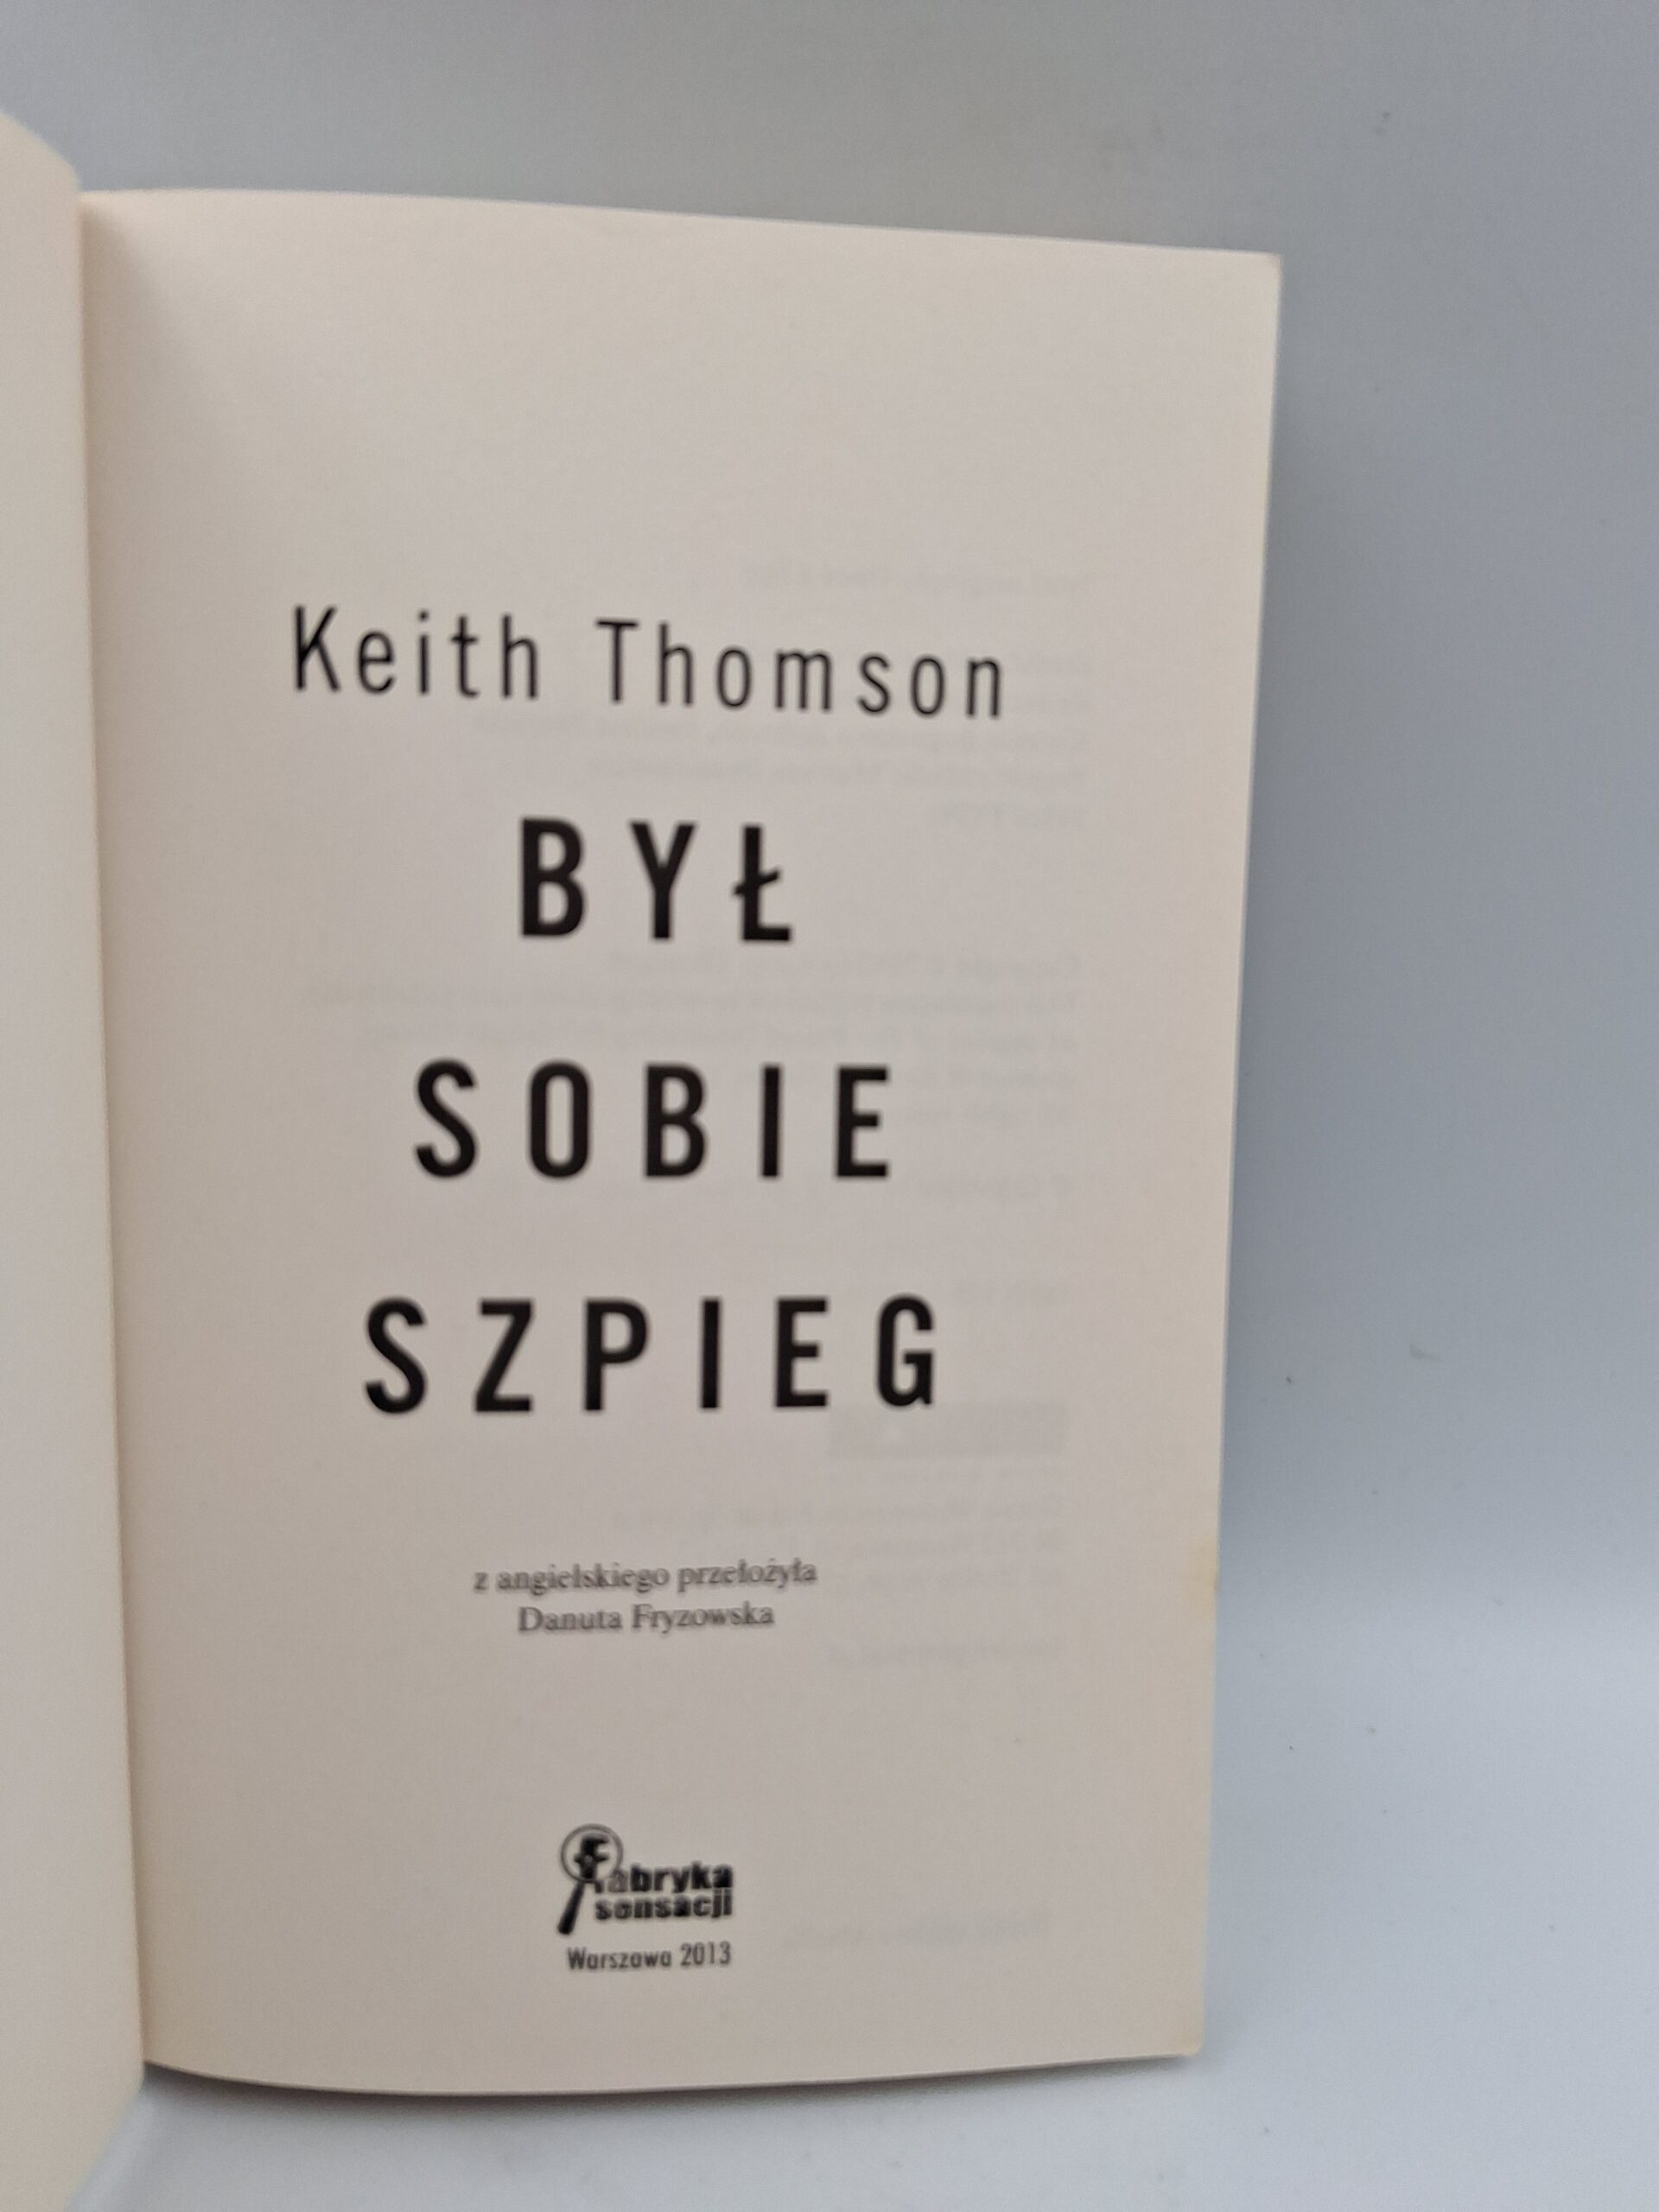 Keith Thomson
BYŁ
SOBIE
SZPIEG
z angielskiego przełożyła
Danuta Fryzowska
Fabryka
sensacji
Warszawa 2013